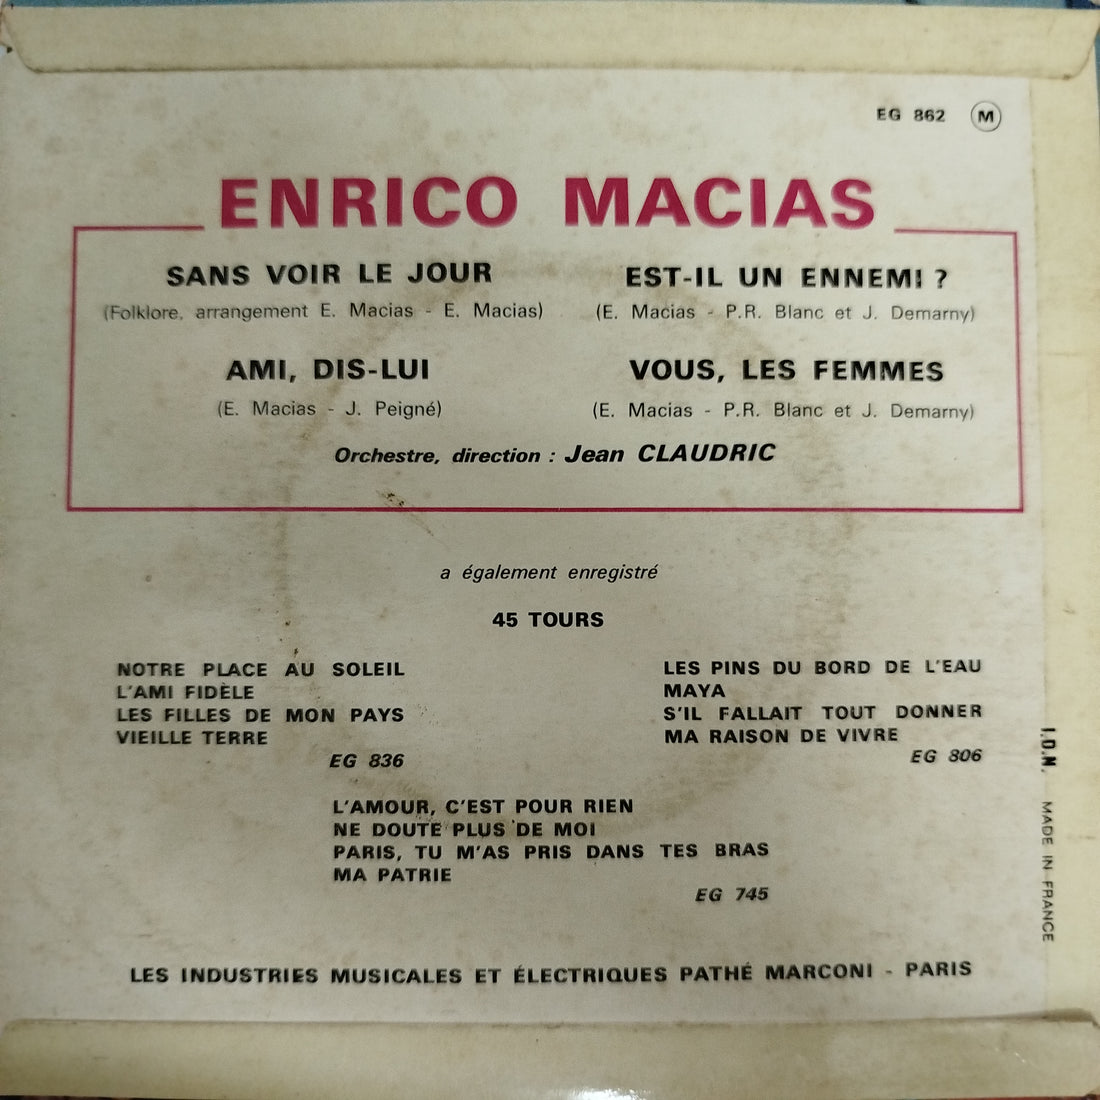 EG 862 M
ENRICO MACIAS
SANS VOIR LE JOUR
(Folklore, arrangement E. Macias - E. Macias)
EST-IL UN ENNEMI ?
(E. Macias - P.R. Blanc et J. Demarny)
AMI, DIS-LUI
(E. Macias - J. Peigné)
VOUS, LES FEMMES
(E. Macias - P.R. Blanc et J. Demarny)
Orchestre, direction : Jean CLAUDRIC
a également enregistré
45 TOURS
NOTRE PLACE AU SOLEIL
L'AMI FIDÈLE
LES FILLES DE MON PAYS
VIEILLE TERRE
EG 836
LES PINS DU BORD DE L'EAU
MAYA
S'IL FALLAIT TOUT DONNER
MA RAISON DE VIVRE
EG 806
L'AMOUR, C'EST POUR RIEN
NE DOUTE PLUS DE MOI
PARIS, TU M'AS PRIS DANS TES BRAS
MA PATRIE
EG 745
LES INDUSTRIES MUSICALES ET ÉLECTRIQUES PATHÉ MARCONI - PARIS
I.D.N. MADE IN FRANCE